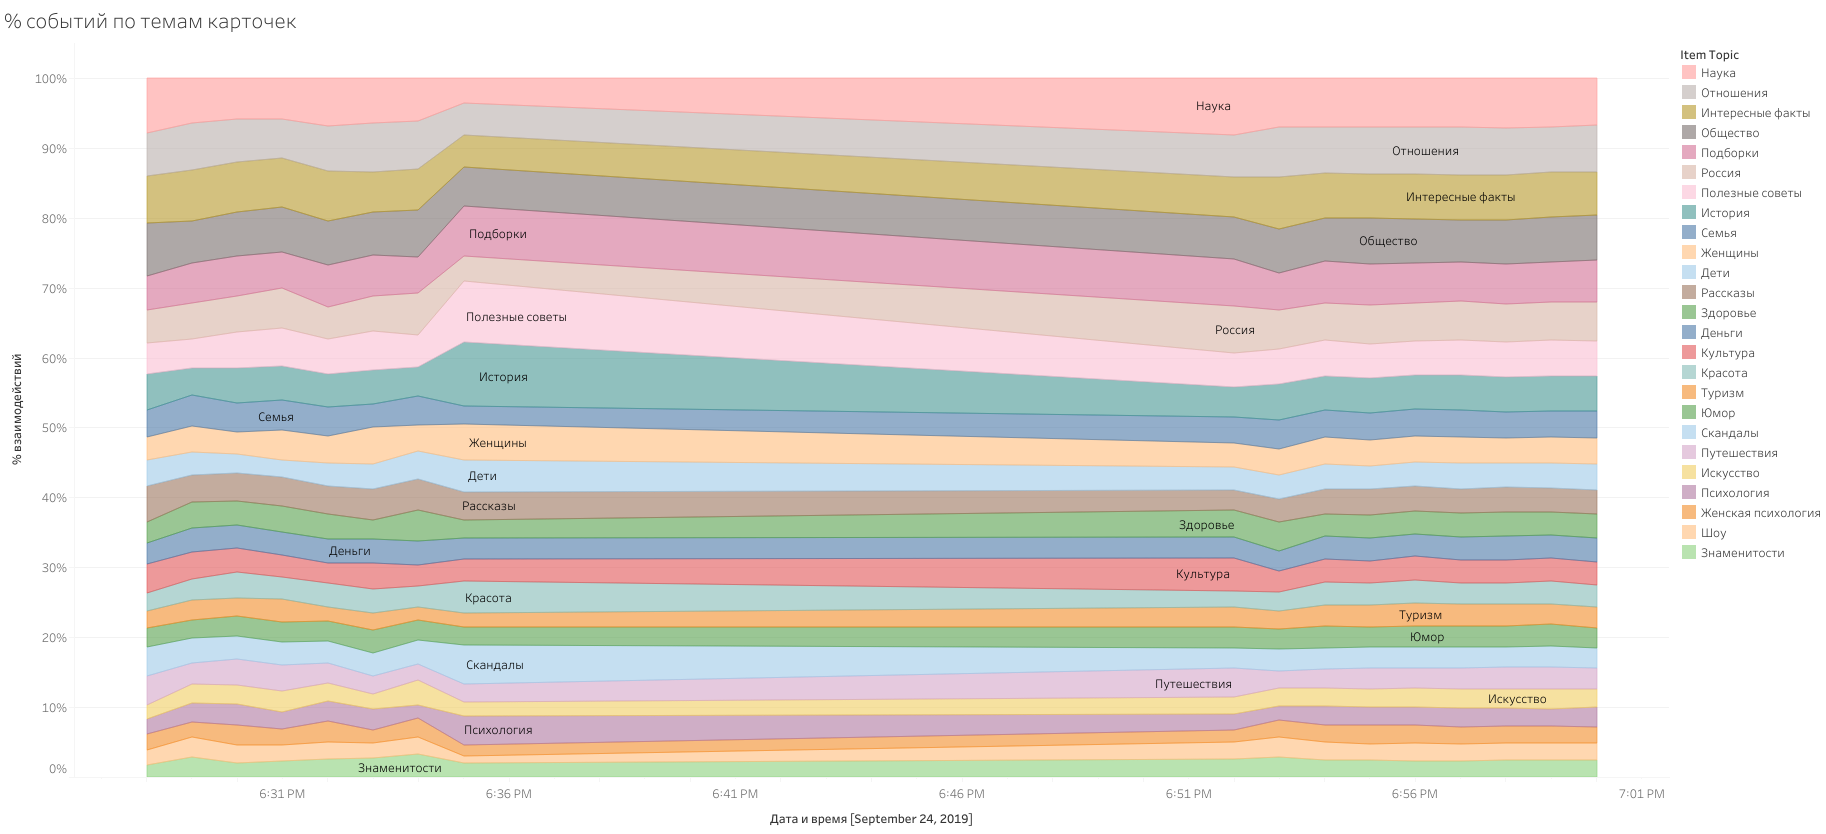 % событий по темам карточек
Item Topic
Наука
Отношения
Интересные факты
Общество
Подборки
Россия
Полезные советы
История
Семья
Женщины
Дети
Рассказы
Здоровье
Деньги
Культура
Красота
Туризм
Юмор
Скандалы
Путешествия
Искусство
Психология
Женская психология
Шоу
Знаменитости
% взаимодействий
100%
90%
80%
70%
60%
50%
40%
30%
20%
10%
0%
Наука
Отношения
Интересные факты
Подборки
Общество
Полезные советы
Россия
История
Семья
Женщины
Дети
Рассказы
Здоровье
Деньги
Культура
Красота
Туризм
Юмор
Скандалы
Путешествия
Искусство
Психология
Знаменитости
6:31 PM
6:36 PM
6:41 PM
6:46 PM
6:51 PM
6:56 PM
7:01 PM
Дата и время [September 24, 2019]